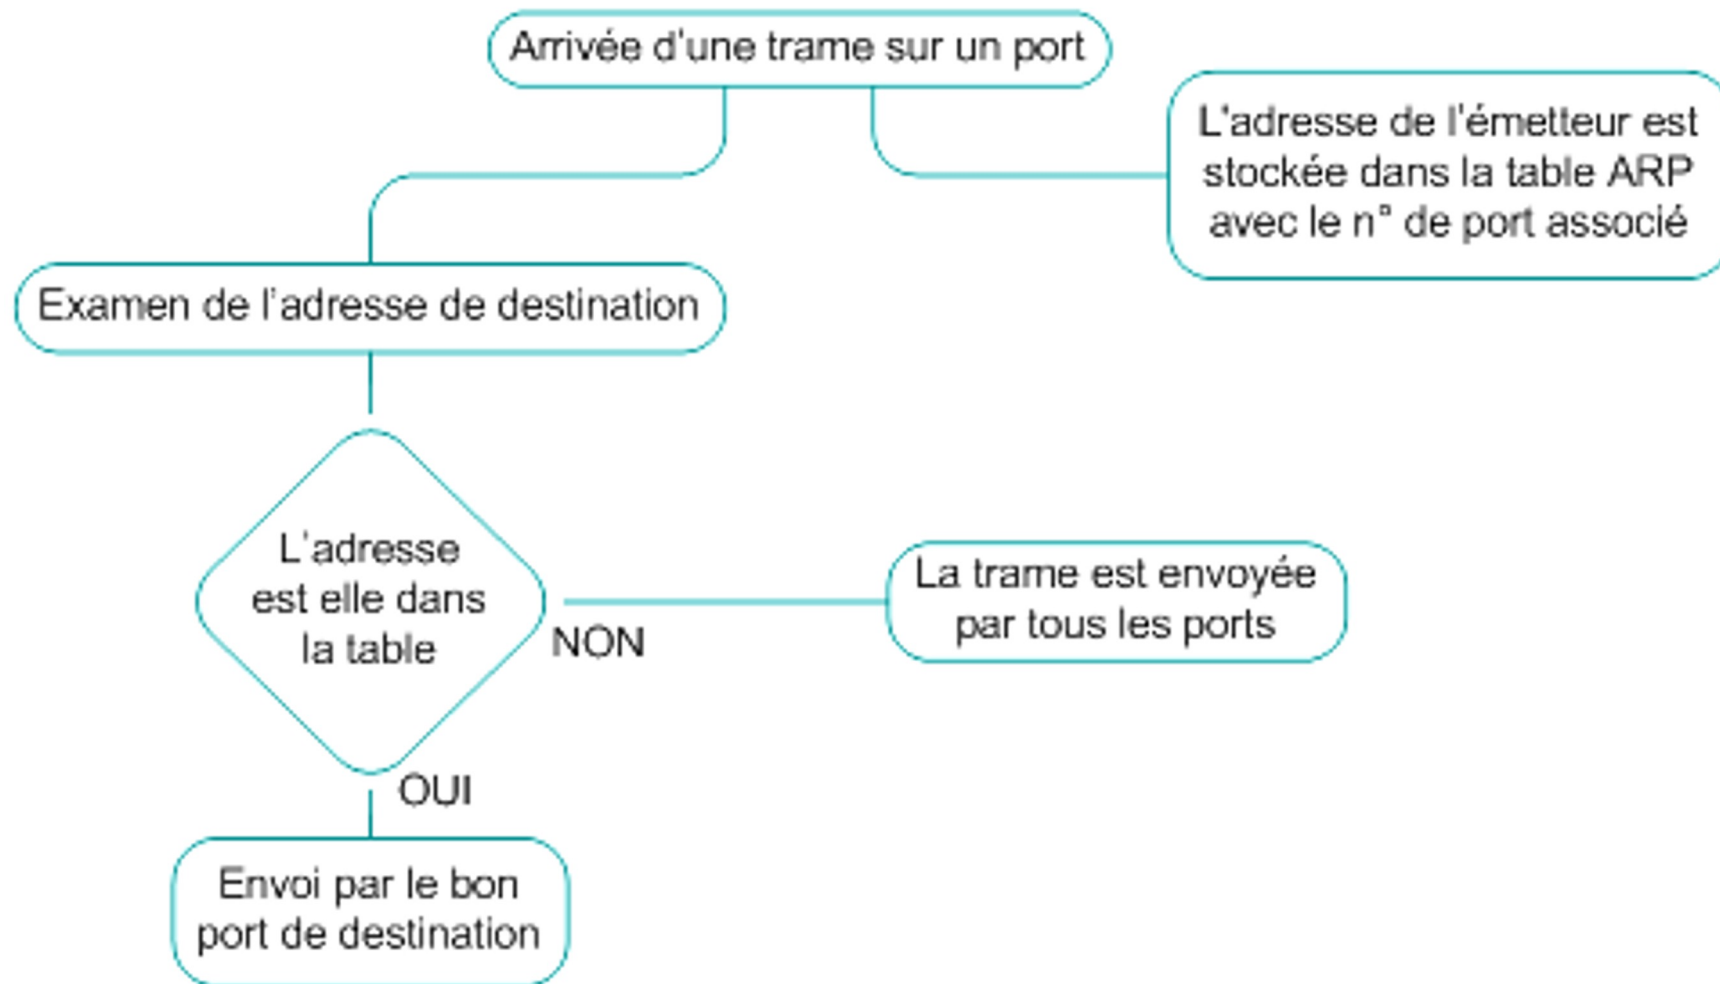 Arrivée d'une trame sur un port
L'adresse de l'émetteur est
stockée dans la table ARP
avec le n° de port associé
Examen de l'adresse de destination
L'adresse
est elle dans
la table
NON
La trame est envoyée
par tous les ports
OUI
Envoi par le bon
port de destination